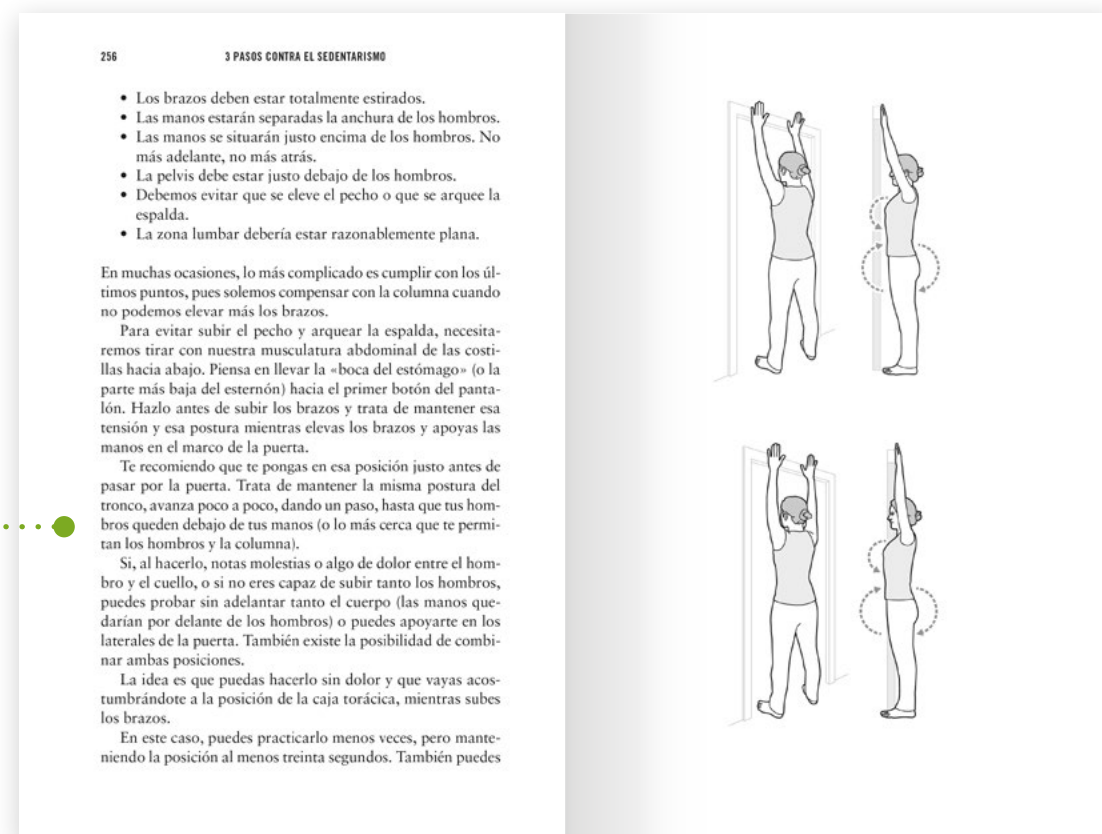 256
3 PASOS CONTRA EL SEDENTARISMO
• Los brazos deben estar totalmente estirados.
• Las manos estarán separadas la anchura de los hombros.
• Las manos se situarán justo encima de los hombros. No
más adelante, no más atrás.
• La pelvis debe estar justo debajo de los hombros.
• Debemos evitar que se eleve el pecho o que se arquee la
espalda.
• La zona lumbar debería estar razonablemente plana.
En muchas ocasiones, lo más complicado es cumplir con los úl-
timos puntos, pues solemos compensar con la columna cuando
no podemos elevar más los brazos.
Para evitar subir el pecho y arquear la espalda, necesita-
remos tirar con nuestra musculatura abdominal de las costi-
llas hacia abajo. Piensa en llevar la «boca del estómago» (o la
parte más baja del esternón) hacia el primer botón del panta-
lón. Hazlo antes de subir los brazos y trata de mantener esa
tensión y esa postura mientras elevas los brazos y apoyas las
manos en el marco de la puerta.
Te recomiendo que te pongas en esa posición justo antes de
pasar por la puerta. Trata de mantener la misma postura del
tronco, avanza poco a poco, dando un paso, hasta que tus hom-
bros queden debajo de tus manos (o lo más cerca que te permi-
tan los hombros y la columna).
Si, al hacerlo, notas molestias o algo de dolor entre el hom-
bro y el cuello, o si no eres capaz de subir tanto los hombros,
puedes probar sin adelantar tanto el cuerpo (las manos que-
darían por delante de los hombros) o puedes apoyarte en los
laterales de la puerta. También existe la posibilidad de combi-
nar ambas posiciones.
La idea es que puedas hacerlo sin dolor y que vayas acos-
tumbrándote a la posición de la caja torácica, mientras subes
los brazos.
En este caso, puedes practicarlo menos veces, pero mante-
niendo la posición al menos treinta segundos. También puedes